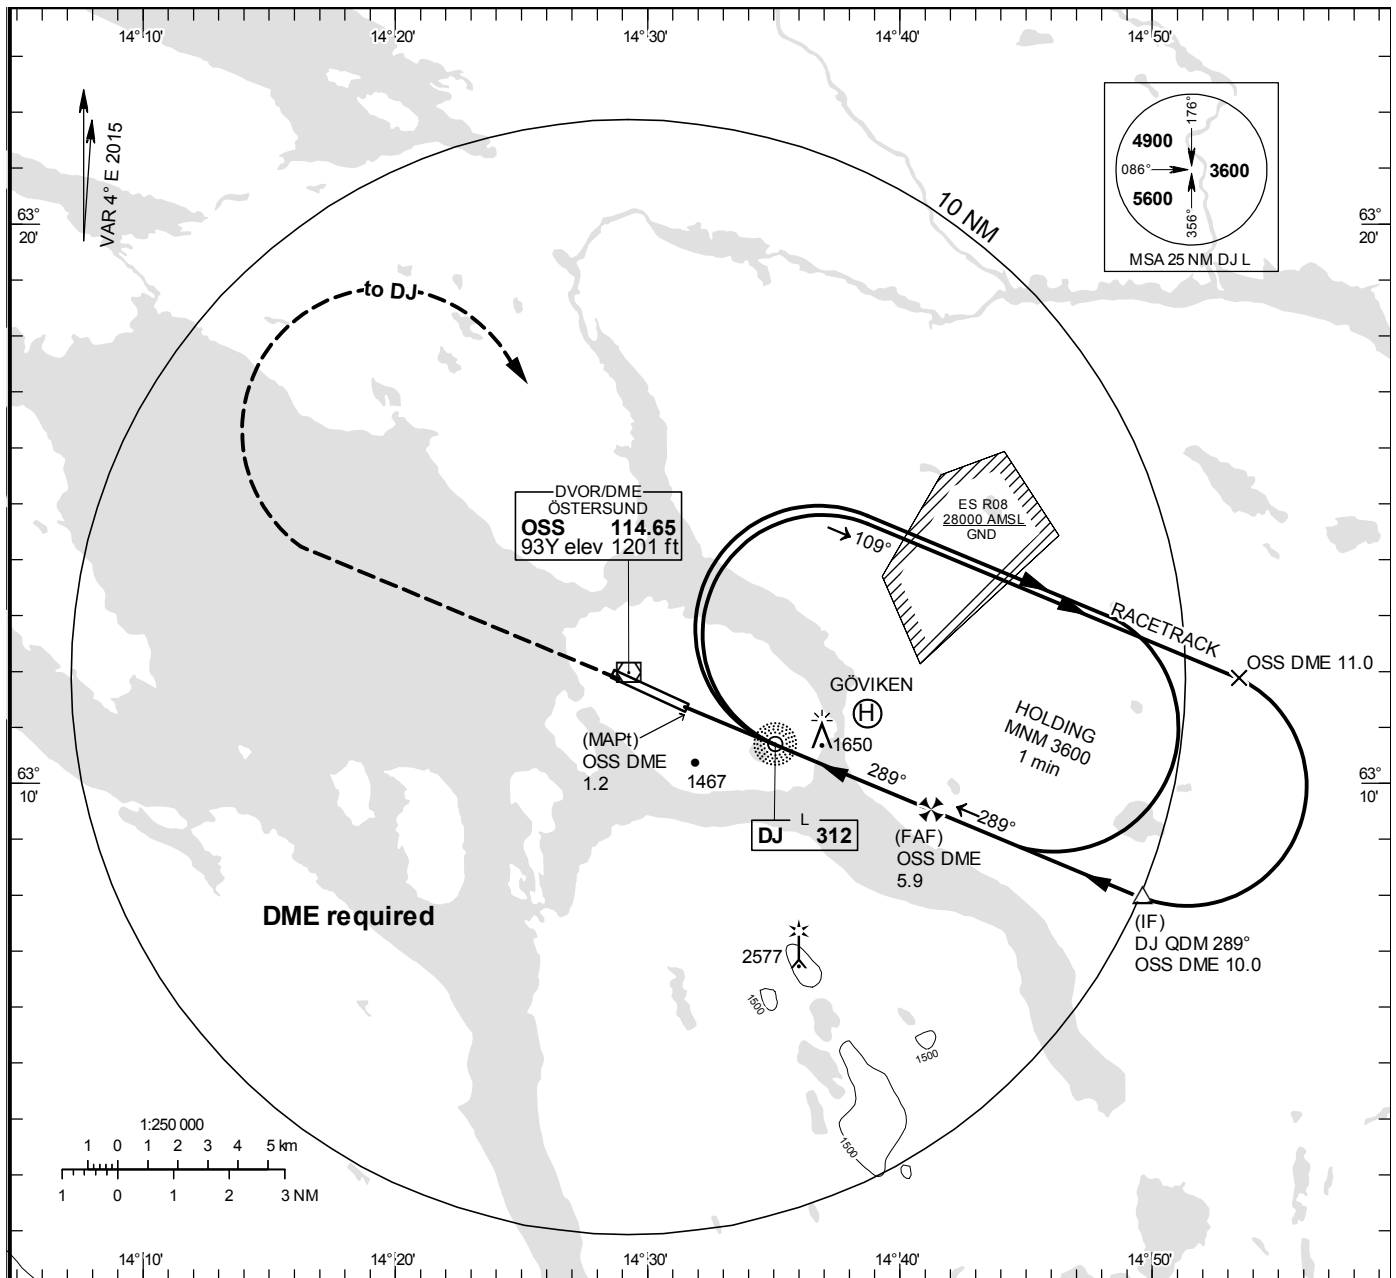 14°10'
14°20'
14°30'
14°40'
14°50'
VAR 4° E 2015
10 NM
176°
4900
086°
3600
5600
356°
MSA 25 NM DJ L
63°
20'
63°
20'
to DJ
DVOR/DME
ÖSTERSUND
OSS 114.65
93Y elev 1201 ft
ES R08
28000 AMSL
GND
109°
RACETRACK
OSS DME 11.0
GÖVIKEN
H
HOLDING
MNM 3600
1 min
(MAPt)
OSS DME
1.2
1467
1650
289°
289°
63°
10'
63°
10'
L
DJ 312
(FAF)
OSS DME
5.9
DME required
(IF)
DJ QDM 289°
OSS DME 10.0
2577
1500
1500
1500
1:250 000
1 0 1 2 3 4 5 km
1 0 1 2 3 NM
14°10'
14°20'
14°30'
14°40'
14°50'